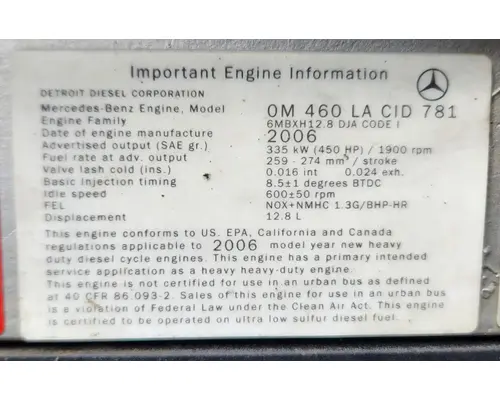 Important Engine Information
DETROIT DIESEL CORPORATION
Mercedes-Benz Engine, Model OM 460 LA CID 781
Engine Family 6MBXH12.8 DJA CODE I
Date of engine manufacture 2006
Advertised output (SAE gr.) 335 kW (450 HP) / 1900 rpm
Fuel rate at adv. output 259 - 274 mm³ / stroke
Valve lash cold (ins.) 0.016 int 0.024 exh.
Basic injection timing 8.5±1 degrees BTDC
Idle speed 600±50 rpm
FEL NOX+NMHC 1.3G/BHP-HR
Displacement 12.8 L
This engine conforms to US. EPA, California and Canada
regulations applicable to 2006 model year new heavy
duty diesel cycle engines. This engine has a primary intended
service application as a heavy heavy-duty engine.
This engine is not certified for use in an urban bus as defined
at 40 CFR 86.093-2. Sales of this engine for use in an urban bus
is a violation of Federal Law under the Clean Air Act. This engine
is certified to be operated on ultra low sulfur diesel fuel.